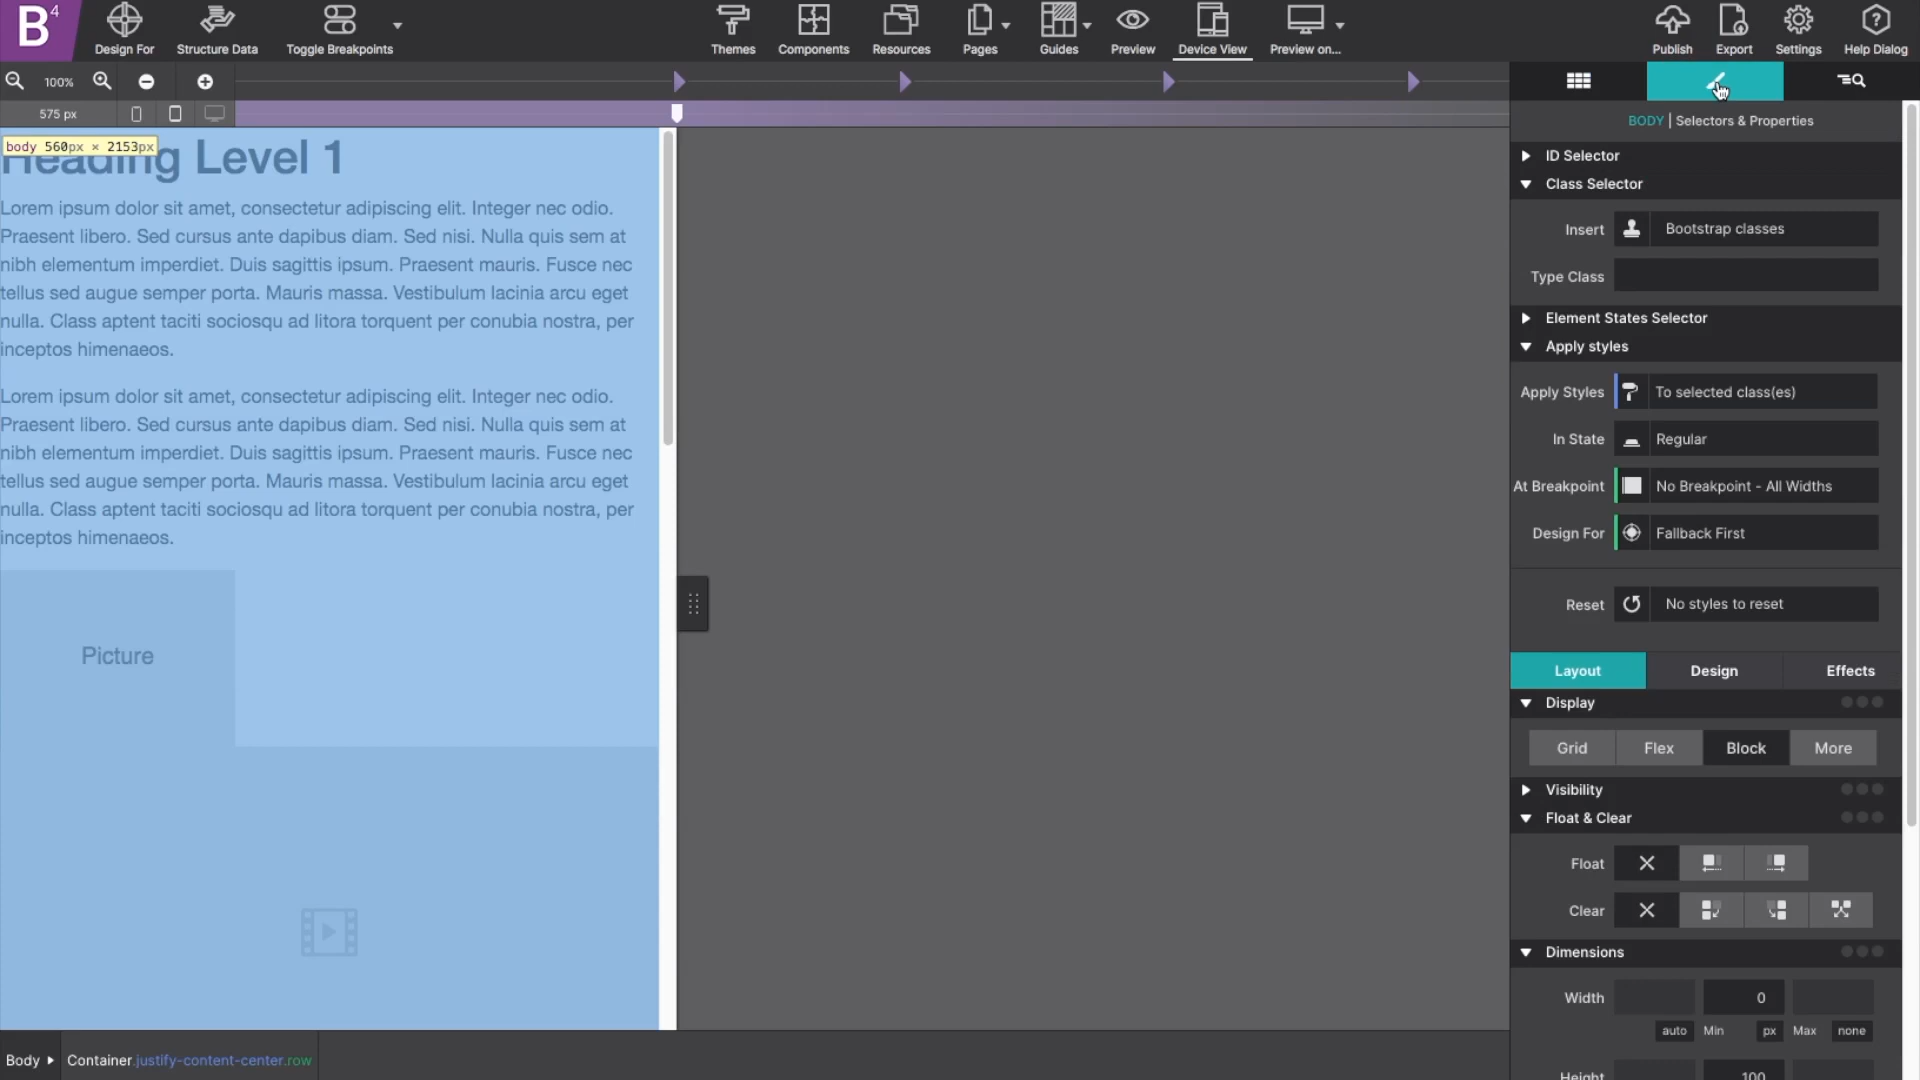 B4
Design For
Structure Data
Toggle Breakpoints
Themes
Components
Resources
Pages
Guides
Preview
Device View
Preview on...
Publish
Export
Settings
Help Dialog
100%
575 px
BODY | Selectors & Properties
body 560px × 2153px
Heading Level 1
Lorem ipsum dolor sit amet, consectetur adipiscing elit. Integer nec odio.
Praesent libero. Sed cursus ante dapibus diam. Sed nisi. Nulla quis sem at
nibh elementum imperdiet. Duis sagittis ipsum. Praesent mauris. Fusce nec
tellus sed augue semper porta. Mauris massa. Vestibulum lacinia arcu eget
nulla. Class aptent taciti sociosqu ad litora torquent per conubia nostra, per
inceptos himenaeos.
Lorem ipsum dolor sit amet, consectetur adipiscing elit. Integer nec odio.
Praesent libero. Sed cursus ante dapibus diam. Sed nisi. Nulla quis sem at
nibh elementum imperdiet. Duis sagittis ipsum. Praesent mauris. Fusce nec
tellus sed augue semper porta. Mauris massa. Vestibulum lacinia arcu eget
nulla. Class aptent taciti sociosqu ad litora torquent per conubia nostra, per
inceptos himenaeos.
Picture
ID Selector
Class Selector
Insert Bootstrap classes
Type Class
Element States Selector
Apply styles
Apply Styles To selected class(es)
In State Regular
At Breakpoint No Breakpoint - All Widths
Design For Fallback First
Reset No styles to reset
Layout Design Effects
Display
Grid Flex Block More
Visibility
Float & Clear
Float
Clear
Dimensions
Width 0
auto Min px Max none
Height 100
Body Container.justify-content-center.row